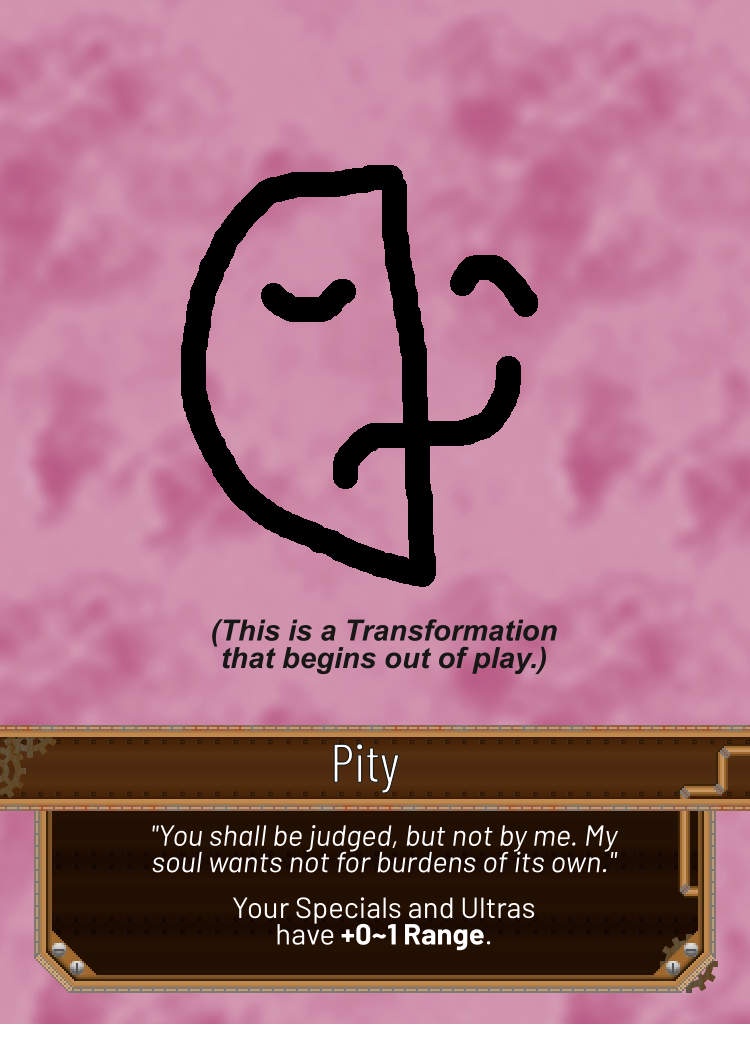 (This is a Transformation
that begins out of play.)
Pity
"You shall be judged, but not by me. My
soul wants not for burdens of its own."
Your Specials and Ultras
have +0~1 Range.